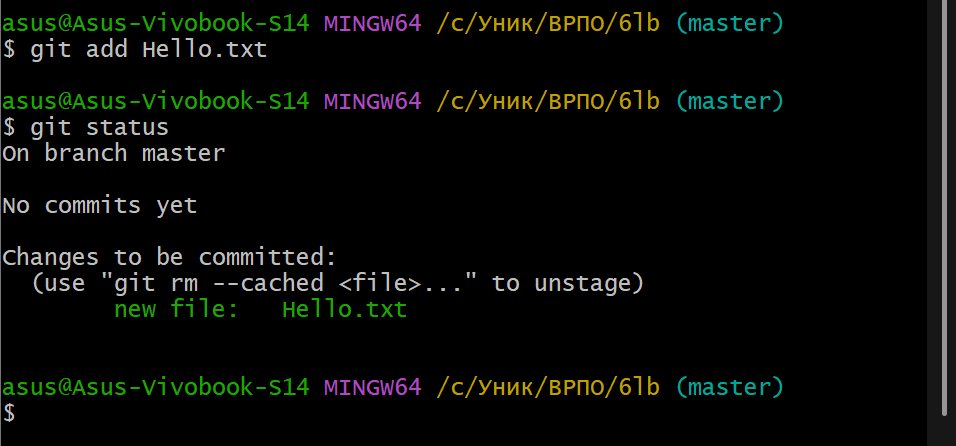 asus@Asus-Vivobook-S14 MINGW64 /c/Уник/ВРПО/6lb (master)
$ git add Hello.txt
asus@Asus-Vivobook-S14 MINGW64 /c/Уник/ВРПО/6lb (master)
$ git status
On branch master
No commits yet
Changes to be committed:
  (use "git rm --cached <file>..." to unstage)
        new file:   Hello.txt
asus@Asus-Vivobook-S14 MINGW64 /c/Уник/ВРПО/6lb (master)
$